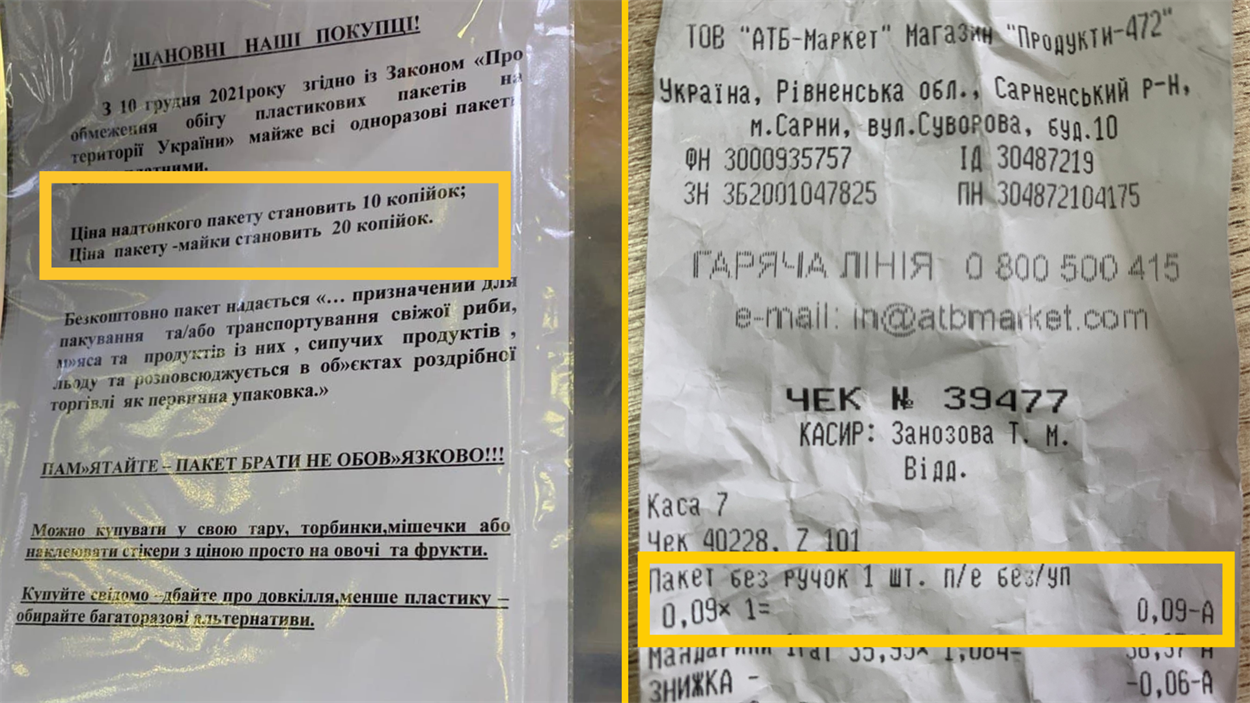 ШАНОВНІ НАШІ ПОКУПЦІ!
З 10 грудня 2021року згідно із Законом «Про
обмеження обігу пластикових пакетів на
території України» майже всі одноразові пакети
Ціна надтонкого пакету становить 10 копійок;
Ціна пакету -майки становить 20 копійок.
Безкоштовно пакет надається «... призначений для
пакування та/або транспортування свіжої риби,
м»яса та продуктів із них , сипучих продуктів ,
льоду та розповсюджується в об»єктах роздрібної
торгівлі як первинна упаковка.»
ПАМ»ЯТАЙТЕ – ПАКЕТ БРАТИ НЕ ОБОВ»ЯЗКОВО!!!
Можно купувати у свою тару, торбинки,мішечки або
наклеювати стікери з ціною просто на овочі та фрукти.
Купуйте свідомо –дбайте про довкілля,менше пластику –
обирайте багаторазові альтернативи.
ТОВ "АТБ-Маркет" Магазин "Продукти-472"
Україна, Рівненська обл., Сарненський р-н,
м.Сарни, вул.Суворова, буд.10
ФН 3000935757 ІД 30487219
ЗН ЗБ2001047825 ПН 304872104175
ГАРЯЧА ЛІНІЯ 0 800 500 415
e-mail: in@atbmarket.com
ЧЕК № 39477
КАСИР: Занозова Т. М.
Відд.
Каса 7
Чек 40228, Z 101
Пакет без ручок 1 шт. п/е без/уп
0,09× 1= 0,09-А
ЗНИЖКА - -0,06-А